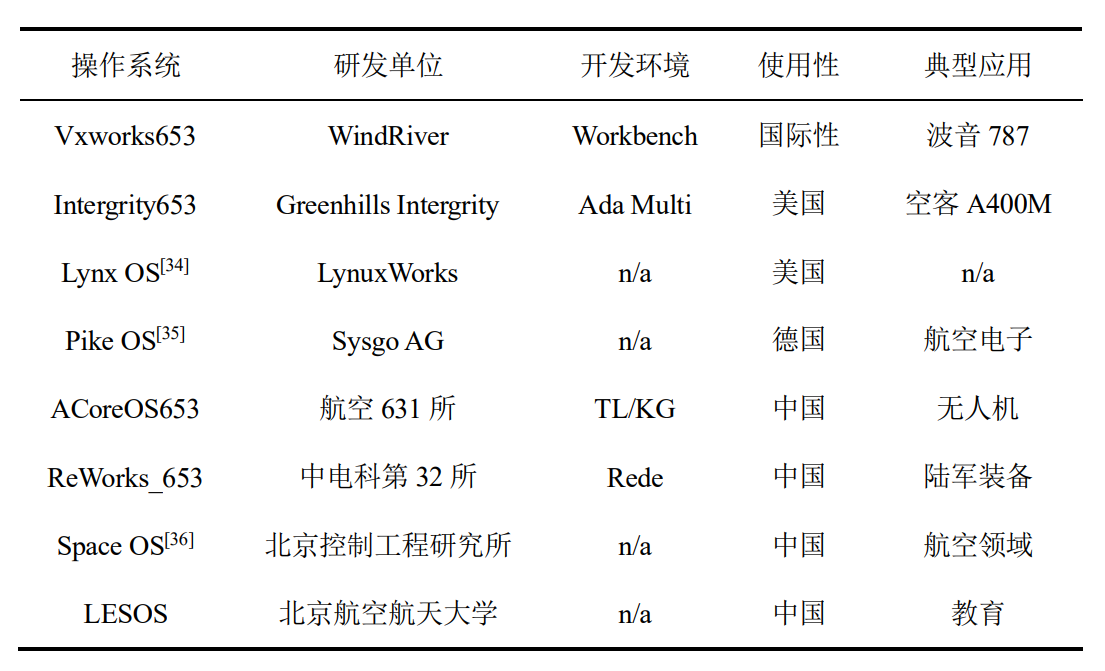 操作系统 研发单位 开发环境 使用性 典型应用
Vxworks653 WindRiver Workbench 国际性 波音 787
Intergrity653 Greenhills Intergrity Ada Multi 美国 空客 A400M
Lynx OS[34] LynuxWorks n/a 美国 n/a
Pike OS[35] Sysgo AG n/a 德国 航空电子
ACoreOS653 航空 631 所 TL/KG 中国 无人机
ReWorks_653 中电科第 32 所 Rede 中国 陆军装备
Space OS[36] 北京控制工程研究所 n/a 中国 航空领域
LESOS 北京航空航天大学 n/a 中国 教育